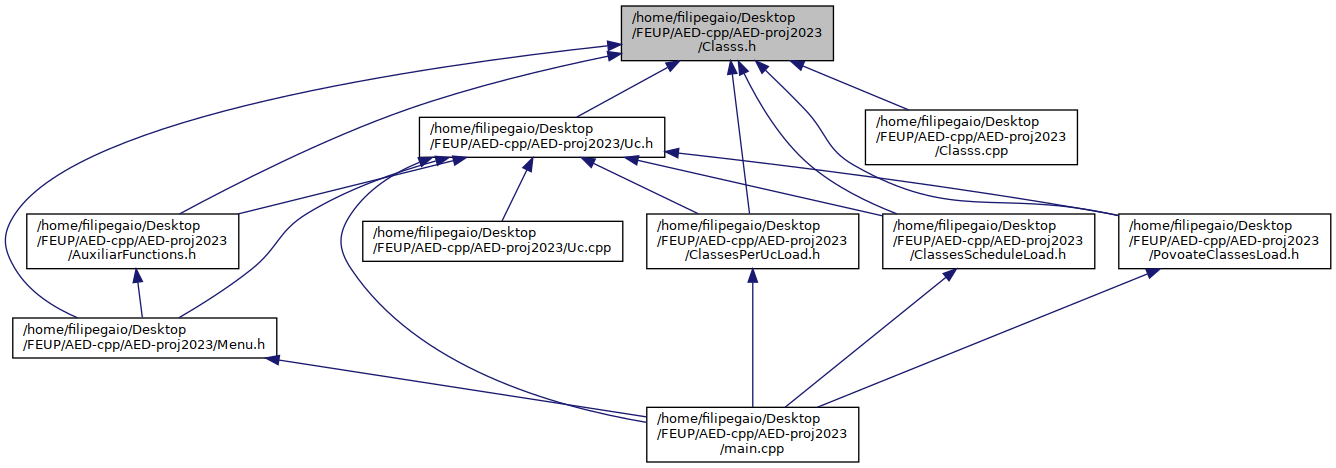 /home/filipegaio/Desktop
/FEUP/AED-cpp/AED-proj2023
/Classs.h
/home/filipegaio/Desktop
/FEUP/AED-cpp/AED-proj2023/Uc.h
/home/filipegaio/Desktop
/FEUP/AED-cpp/AED-proj2023
/Classs.cpp
/home/filipegaio/Desktop
/FEUP/AED-cpp/AED-proj2023
/AuxiliarFunctions.h
/home/filipegaio/Desktop
/FEUP/AED-cpp/AED-proj2023/Uc.cpp
/home/filipegaio/Desktop
/FEUP/AED-cpp/AED-proj2023
/ClassesPerUcLoad.h
/home/filipegaio/Desktop
/FEUP/AED-cpp/AED-proj2023
/ClassesScheduleLoad.h
/home/filipegaio/Desktop
/FEUP/AED-cpp/AED-proj2023
/PovoateClassesLoad.h
/home/filipegaio/Desktop
/FEUP/AED-cpp/AED-proj2023/Menu.h
/home/filipegaio/Desktop
/FEUP/AED-cpp/AED-proj2023
/main.cpp